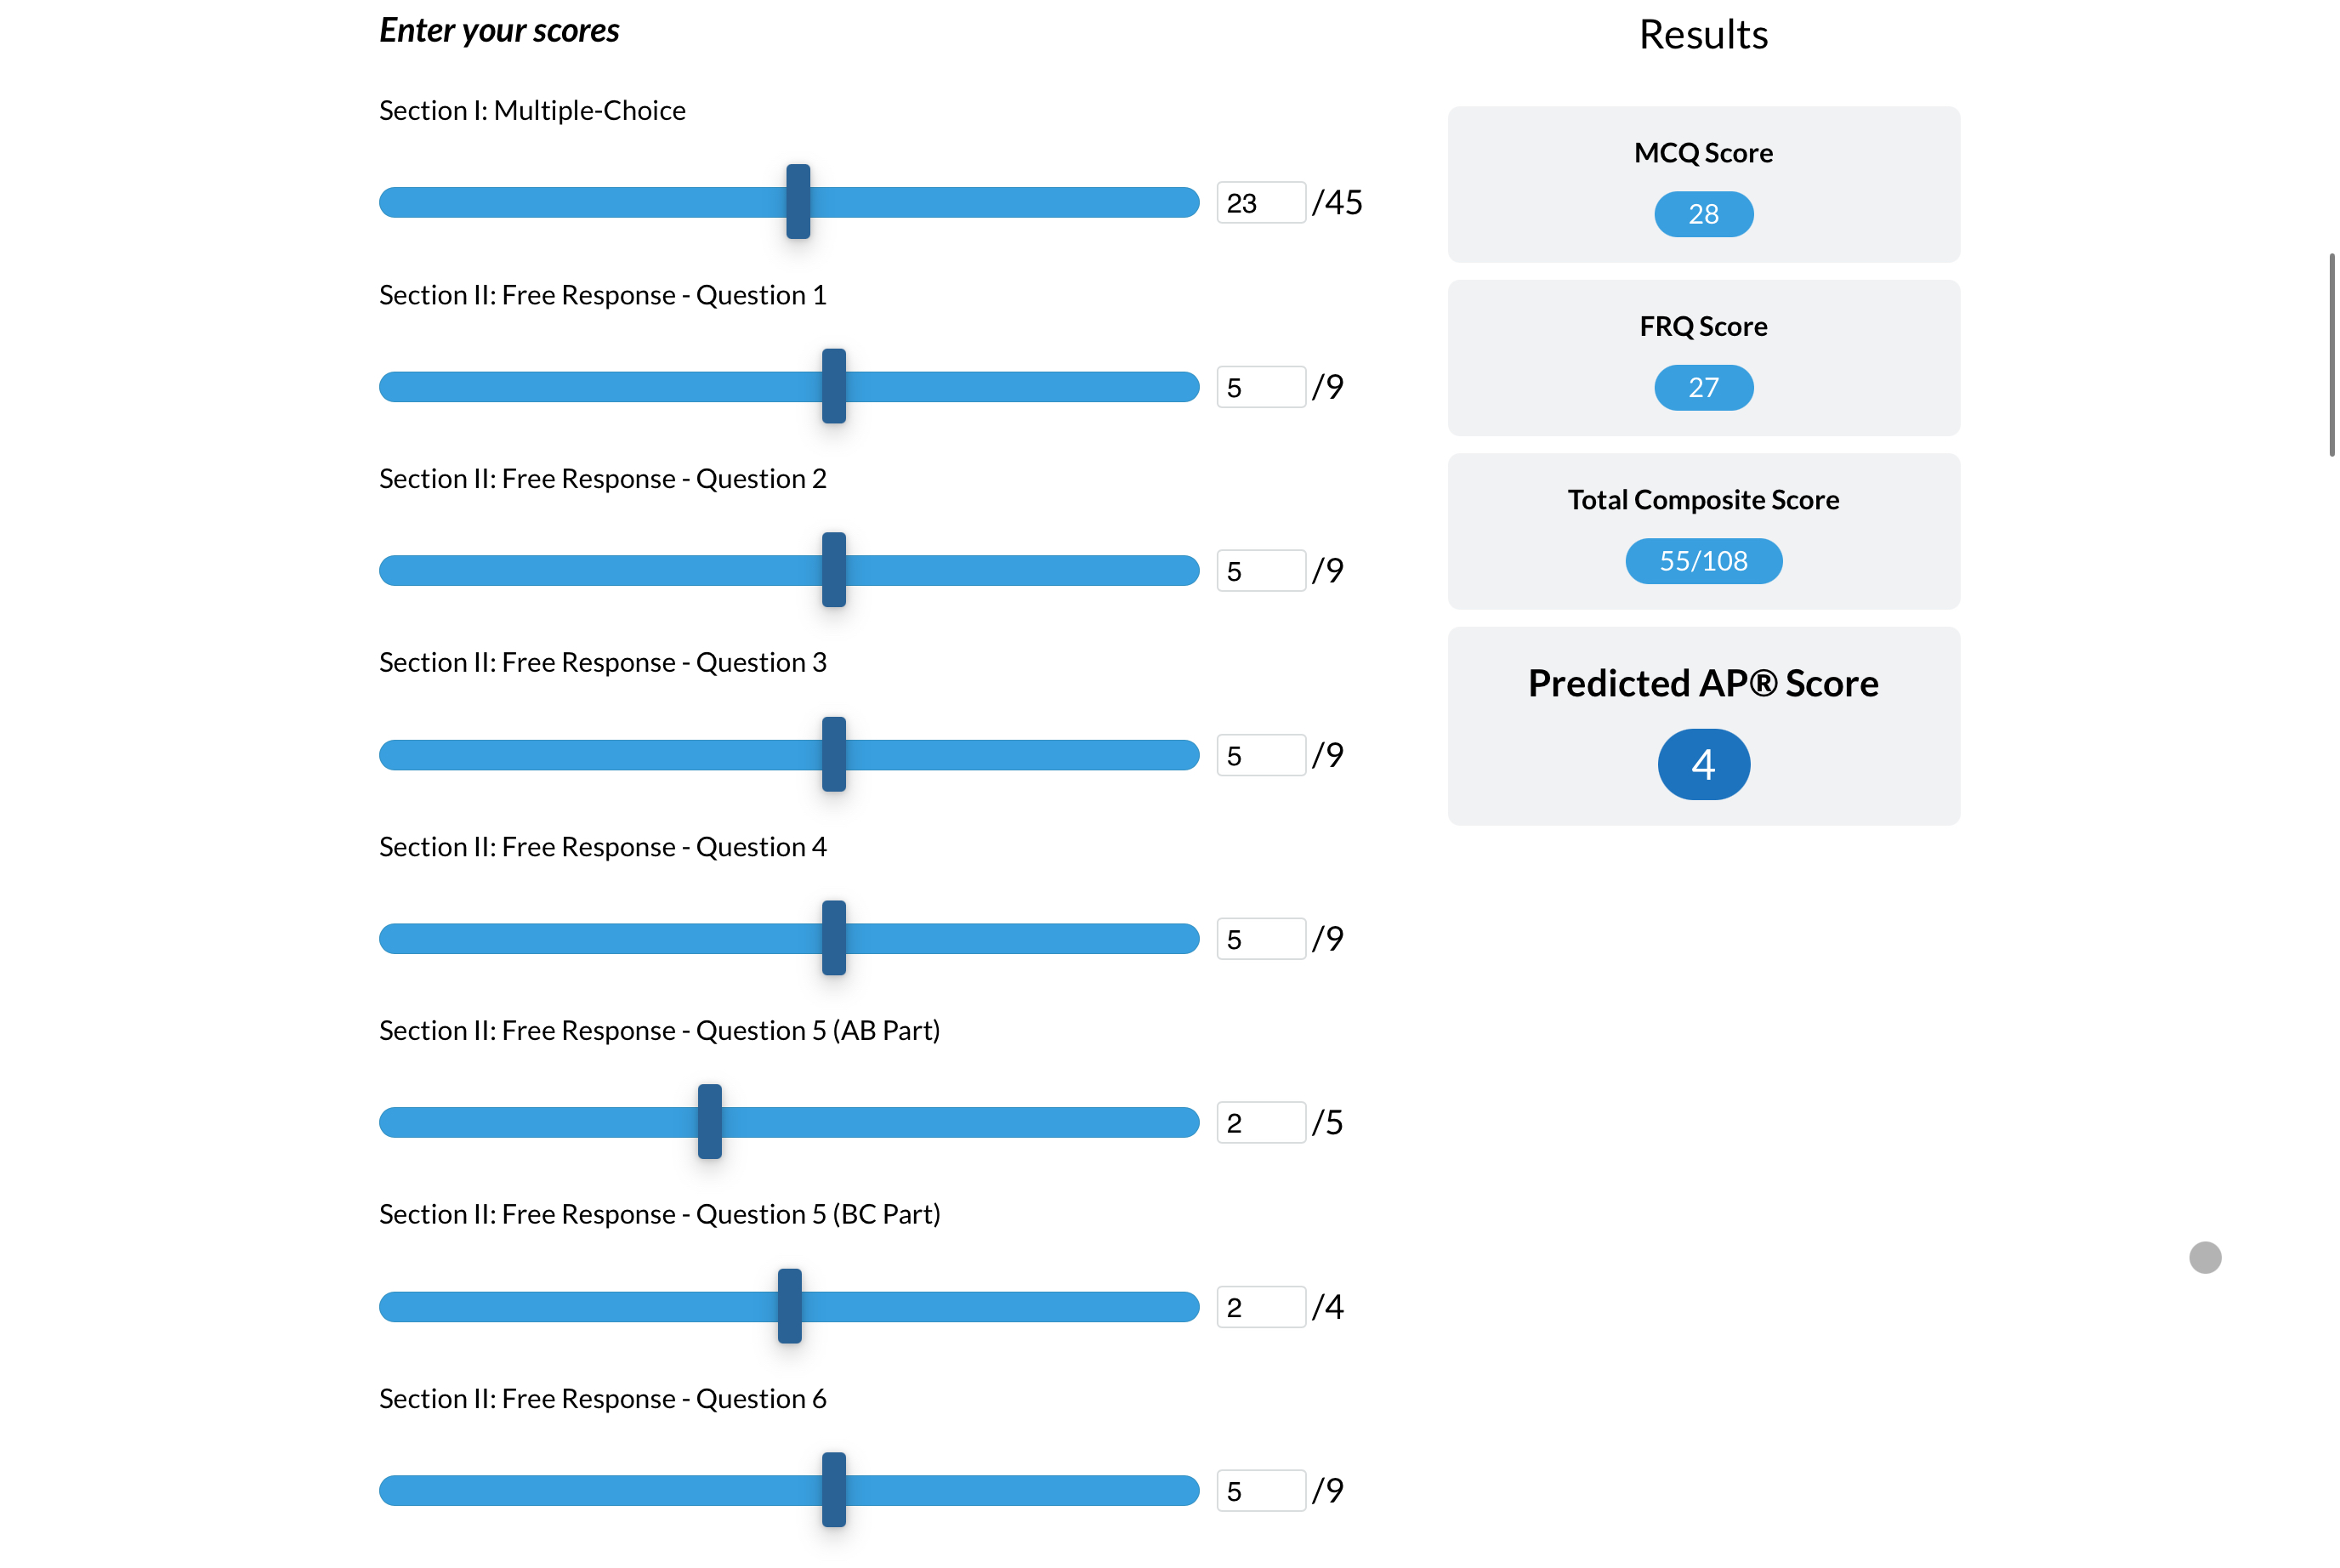 Enter your scores
Section I: Multiple-Choice
23 /45
Section II: Free Response - Question 1
5 /9
Section II: Free Response - Question 2
5 /9
Section II: Free Response - Question 3
5 /9
Section II: Free Response - Question 4
5 /9
Section II: Free Response - Question 5 (AB Part)
2 /5
Section II: Free Response - Question 5 (BC Part)
2 /4
Section II: Free Response - Question 6
5 /9
Results
MCQ Score
28
FRQ Score
27
Total Composite Score
55/108
Predicted AP® Score
4